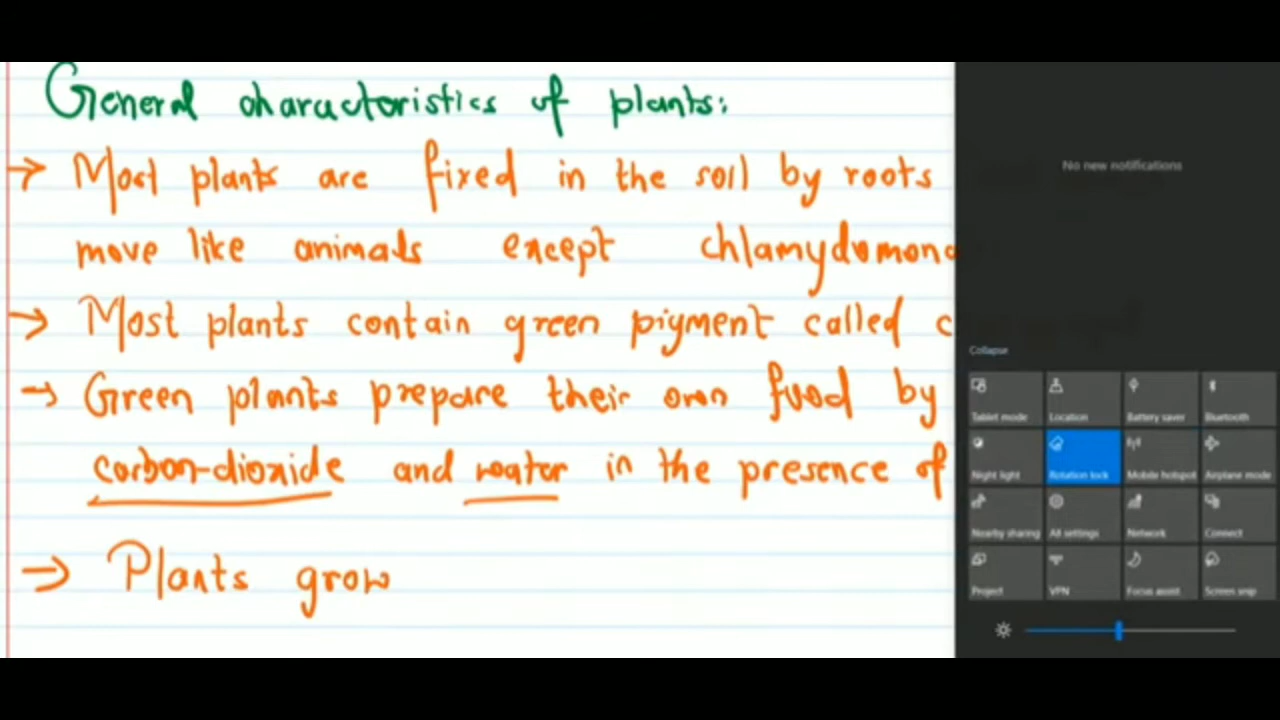 General characteristics of plants:
→ Most plants are fixed in the soil by roots
move like animals except chlamydomona
→ Most plants contain green pigment called c
→ Green plants prepare their own food by
carbon-dioxide and water in the presence of
→ Plants grow
No new notifications
Collapse
Tablet mode Location Battery saver Bluetooth
Night light Rotation lock Mobile hotspot Airplane mode
Nearby sharing All settings Network Connect
Project VPN Focus assist Screen snip